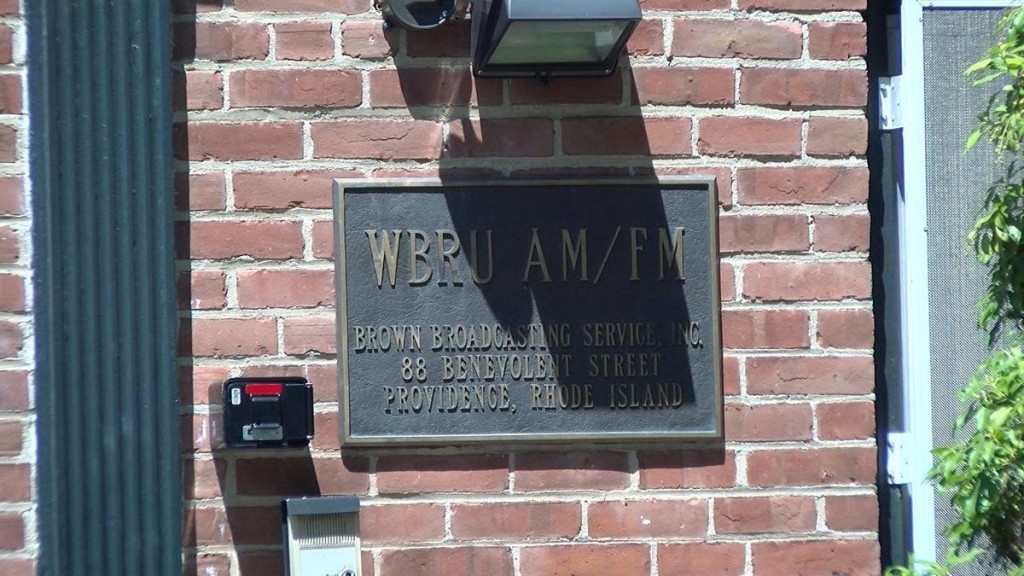 WBRU AM/FM
BROWN BROADCASTING SERVICE, INC.
88 BENEVOLENT STREET
PROVIDENCE, RHODE ISLAND